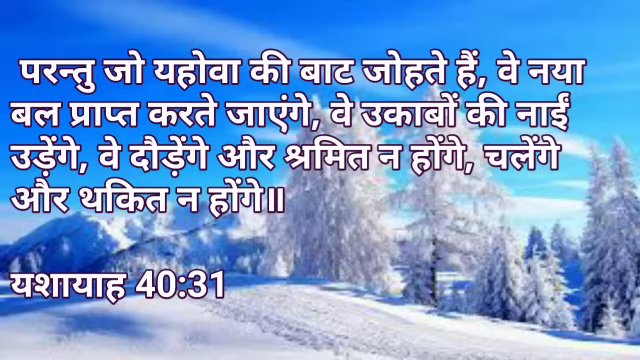 परन्तु जो यहोवा की बाट जोहते हैं, वे नया
बल प्राप्त करते जाएंगे, वे उकाबों की नाईं
उड़ेंगे, वे दौड़ेंगे और श्रमित न होंगे, चलेंगे
और थकित न होंगे॥
यशायाह 40:31